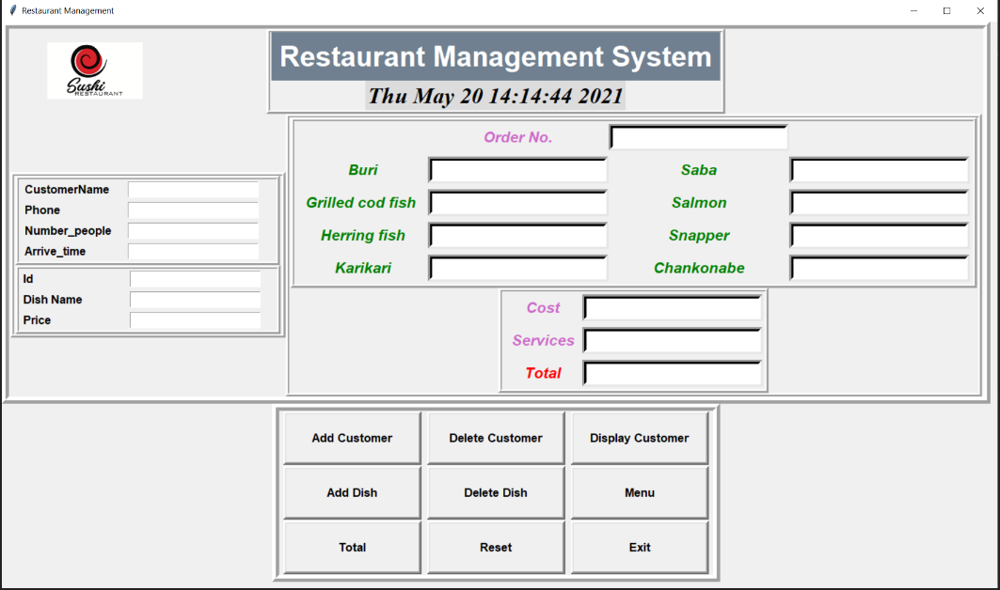 Restaurant Management
Sushi
RESTAURANT
Restaurant Management System
Thu May 20 14:14:44 2021
CustomerName
Phone
Number_people
Arrive_time
Id
Dish Name
Price
Order No.
Buri Saba
Grilled cod fish Salmon
Herring fish Snapper
Karikari Chankonabe
Cost
Services
Total
Add Customer Delete Customer Display Customer
Add Dish Delete Dish Menu
Total Reset Exit